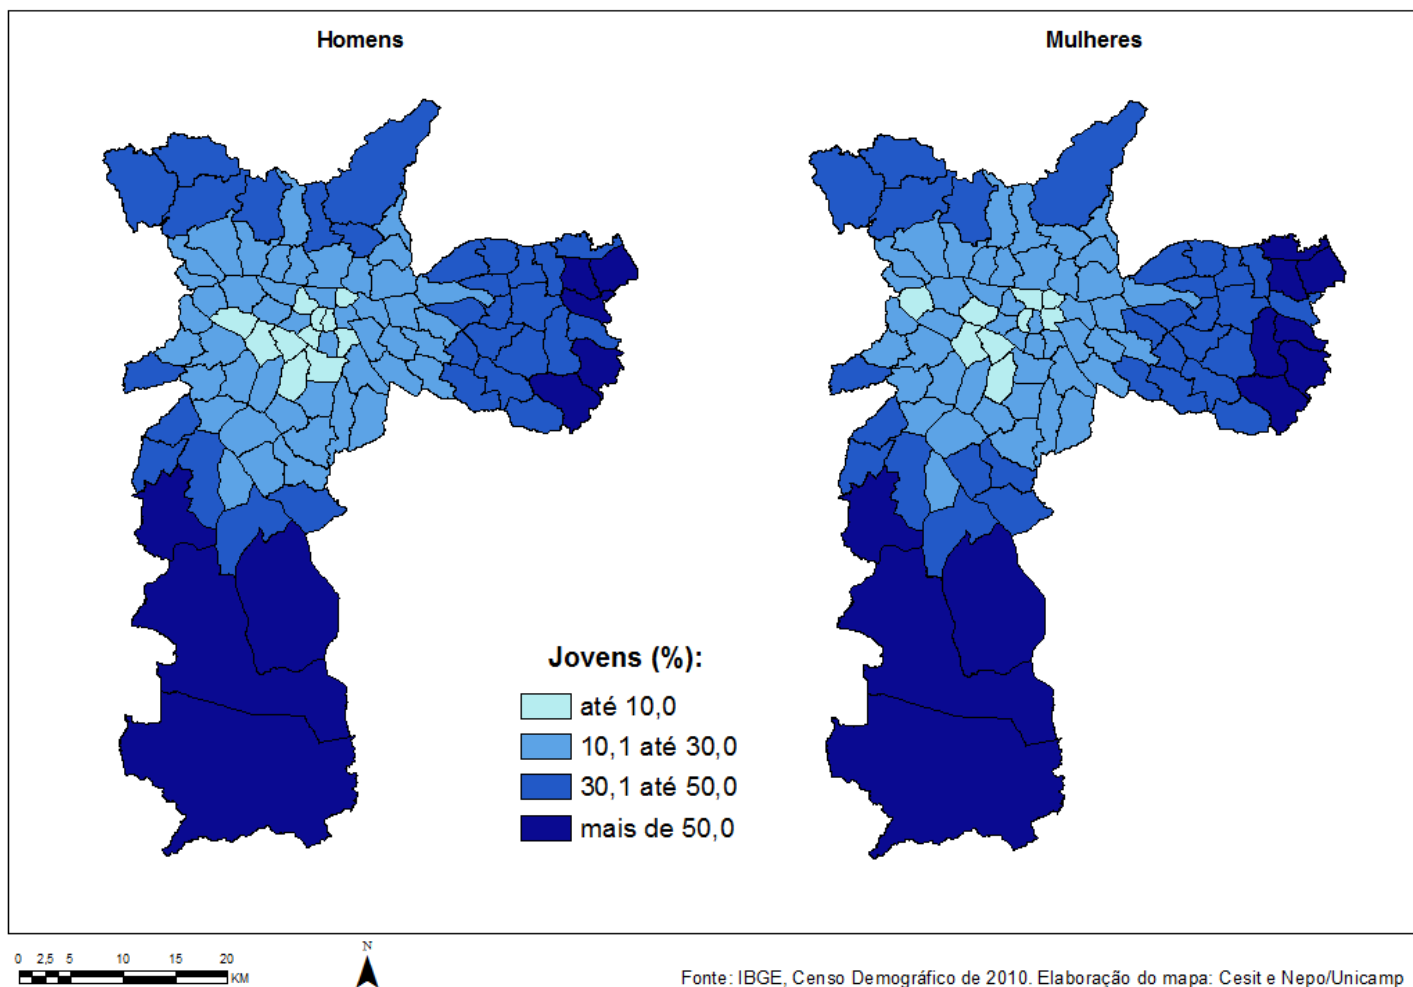 Homens
Mulheres
Jovens (%):
até 10,0
10,1 até 30,0
30,1 até 50,0
mais de 50,0
0 2,5 5 10 15 20
KM
N
Fonte: IBGE, Censo Demográfico de 2010. Elaboração do mapa: Cesit e Nepo/Unicamp